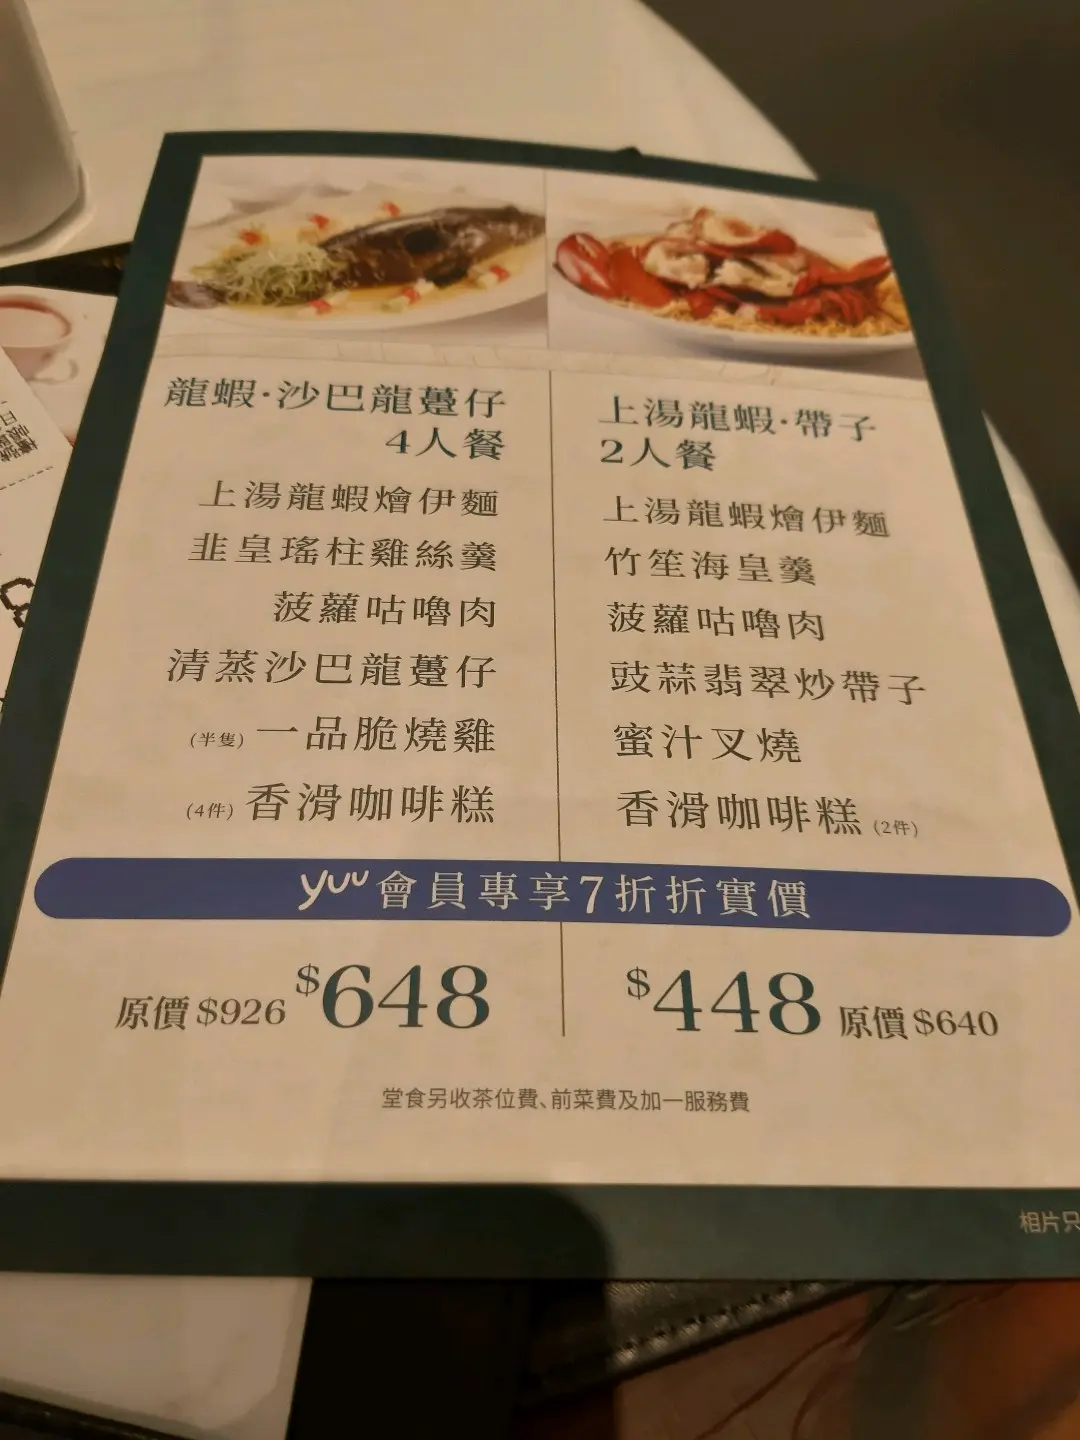 龍蝦·沙巴龍躉仔
4人餐
上湯龍蝦燴伊麵
韭皇瑤柱雞絲羹
菠蘿咕嚕肉
清蒸沙巴龍躉仔
(半隻) 一品脆燒雞
(4件) 香滑咖啡糕
上湯龍蝦·帶子
2人餐
上湯龍蝦燴伊麵
竹笙海皇羹
菠蘿咕嚕肉
豉蒜翡翠炒帶子
蜜汁叉燒
香滑咖啡糕 (2件)
yuu會員專享7折折實價
原價 $926 $648
$448 原價 $640
堂食另收茶位費、前菜費及加一服務費
相片只